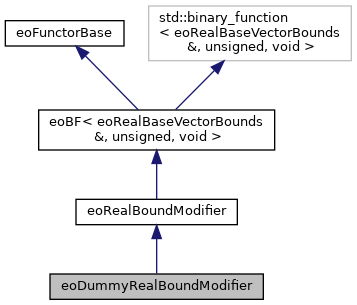 std::binary_function
< eoRealBaseVectorBounds
&, unsigned, void >
eoFunctorBase
eoBF< eoRealBaseVectorBounds
&, unsigned, void >
eoRealBoundModifier
eoDummyRealBoundModifier